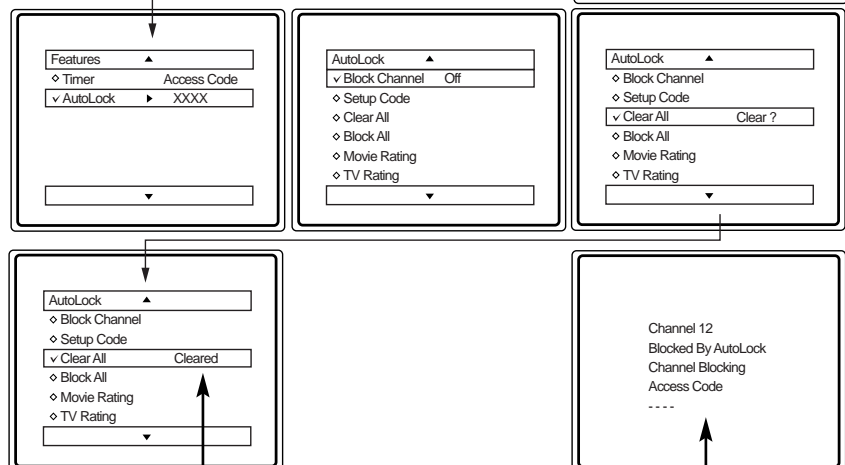 Features
Timer Access Code
AutoLock XXXX
AutoLock
Block Channel Off
Setup Code
Clear All
Block All
Movie Rating
TV Rating
AutoLock
Block Channel
Setup Code
Clear All Clear ?
Block All
Movie Rating
TV Rating
AutoLock
Block Channel
Setup Code
Clear All Cleared
Block All
Movie Rating
TV Rating
Channel 12
Blocked By AutoLock
Channel Blocking
Access Code
- - - -